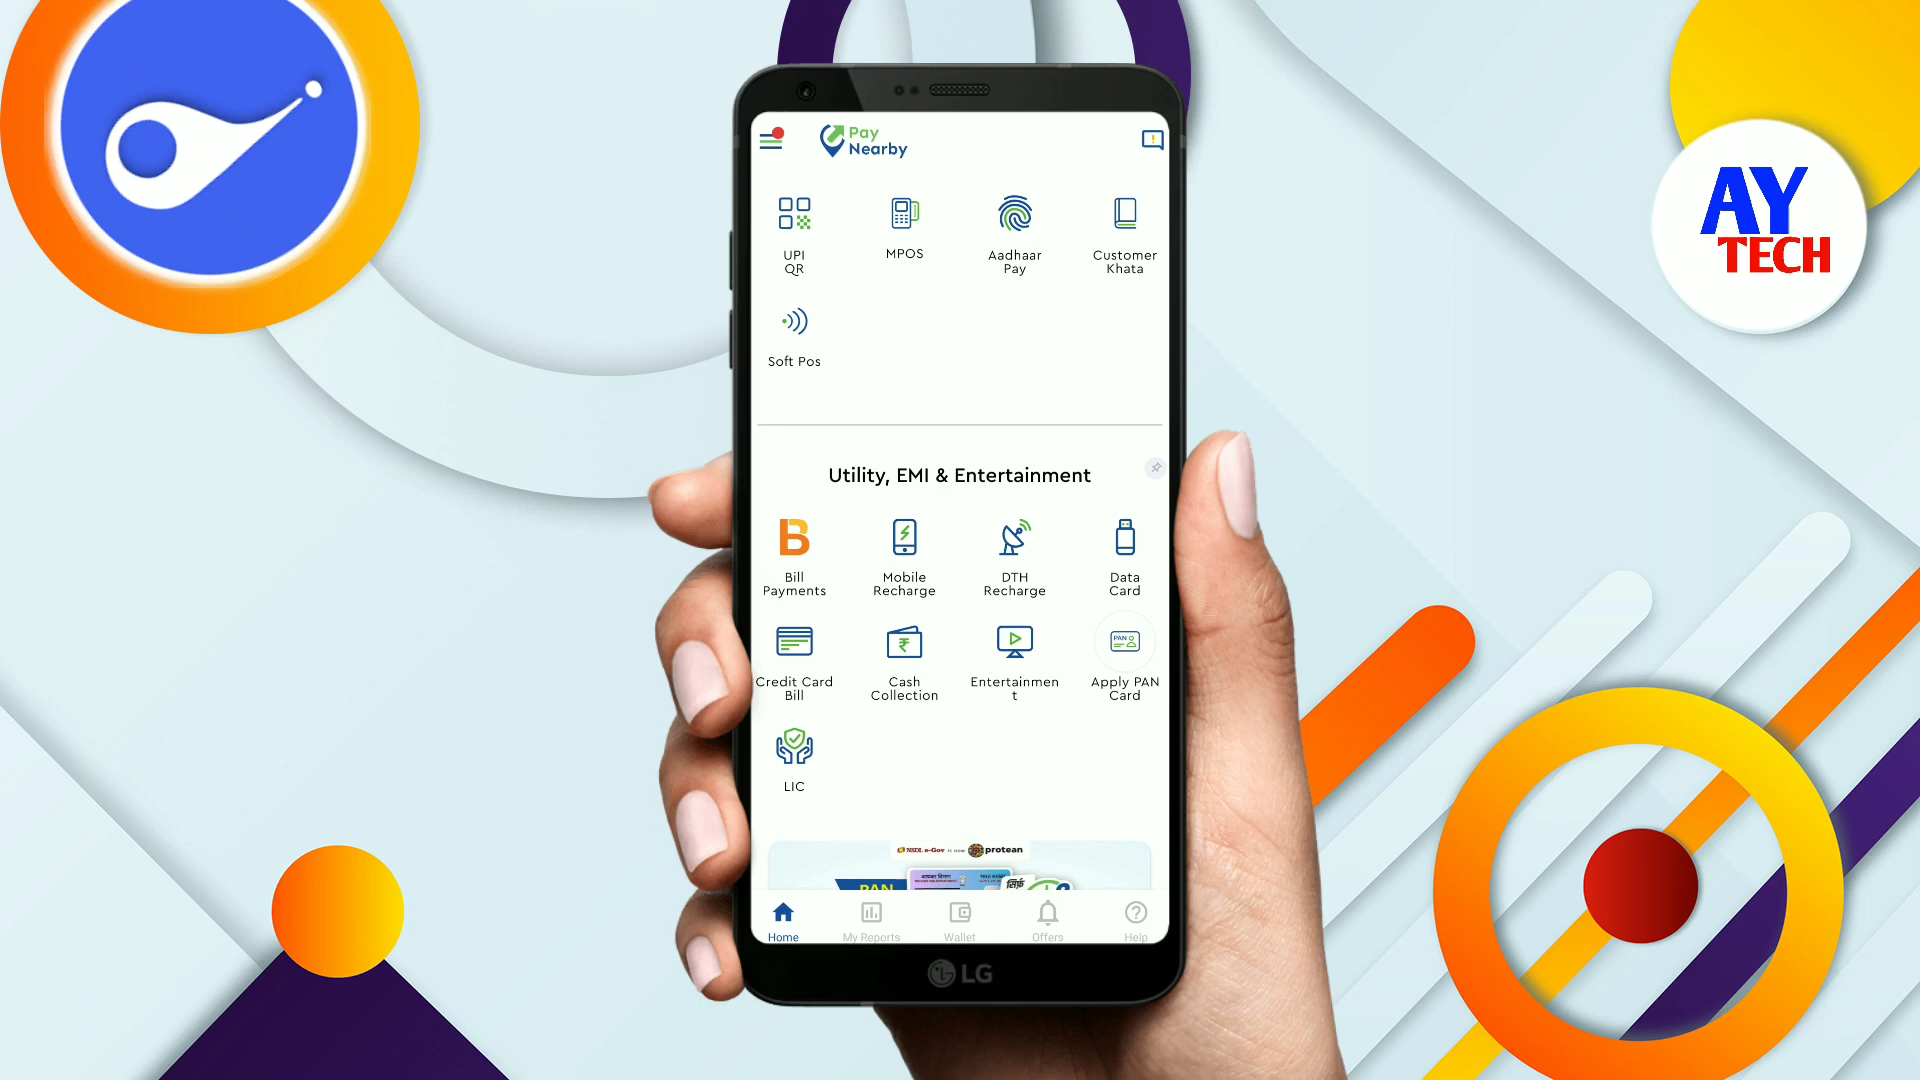 Pay
Nearby
AY
TECH
UPI
QR
MPOS
Aadhaar
Pay
Customer
Khata
Soft Pos
Utility, EMI & Entertainment
Bill
Payments
Mobile
Recharge
DTH
Recharge
Data
Card
PAN
Credit Card
Bill
Cash
Collection
Entertainmen
t
Apply PAN
Card
LIC
NSDL e-Gov is now protean
PAN
आयकर विभाग
सिर्फ
Home
My Reports
Wallet
Offers
Help
LG